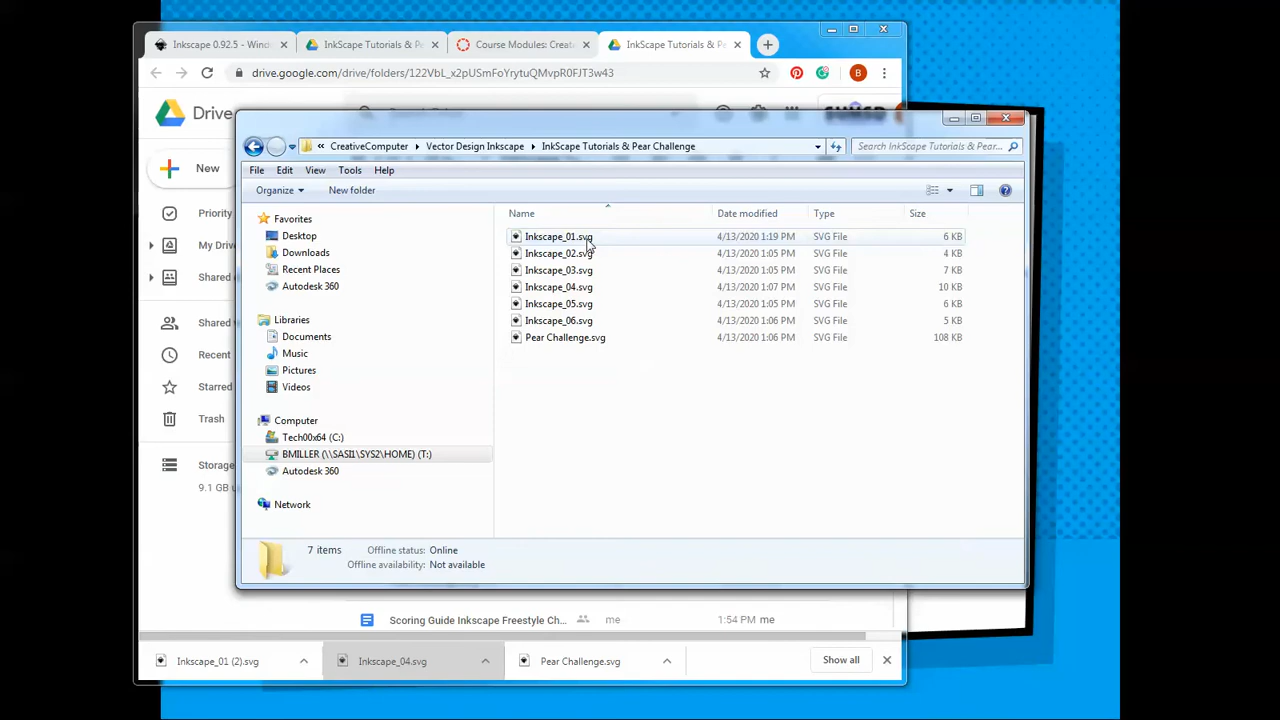 Inkscape 0.92.5 - Wind
InkScape Tutorials & Pe
Course Modules: Creat
InkScape Tutorials & Pe
drive.google.com/drive/folders/122VbL_x2pUSmFoYrytuQMvpR0FJT3w43
B
Drive
« CreativeComputer Vector Design Inkscape InkScape Tutorials & Pear Challenge
Search InkScape Tutorials & Pear...
New
File Edit View Tools Help
Organize New folder
Priority
My Driv
Shared
Shared
Recent
Starred
Trash
Storag
9.1 GB u
Favorites
Desktop
Downloads
Recent Places
Autodesk 360
Libraries
Documents
Music
Pictures
Videos
Computer
Tech00x64 (C:)
BMILLER (\\SASI1\SYS2\HOME) (T:)
Autodesk 360
Network
Name Date modified Type Size
Inkscape_01.svg 4/13/2020 1:19 PM SVG File 6 KB
Inkscape_02.svg 4/13/2020 1:05 PM SVG File 4 KB
Inkscape_03.svg 4/13/2020 1:05 PM SVG File 7 KB
Inkscape_04.svg 4/13/2020 1:07 PM SVG File 10 KB
Inkscape_05.svg 4/13/2020 1:05 PM SVG File 6 KB
Inkscape_06.svg 4/13/2020 1:06 PM SVG File 5 KB
Pear Challenge.svg 4/13/2020 1:06 PM SVG File 108 KB
7 items Offline status: Online
Offline availability: Not available
Scoring Guide Inkscape Freestyle Ch... me 1:54 PM me
Inkscape_01 (2).svg
Inkscape_04.svg
Pear Challenge.svg
Show all